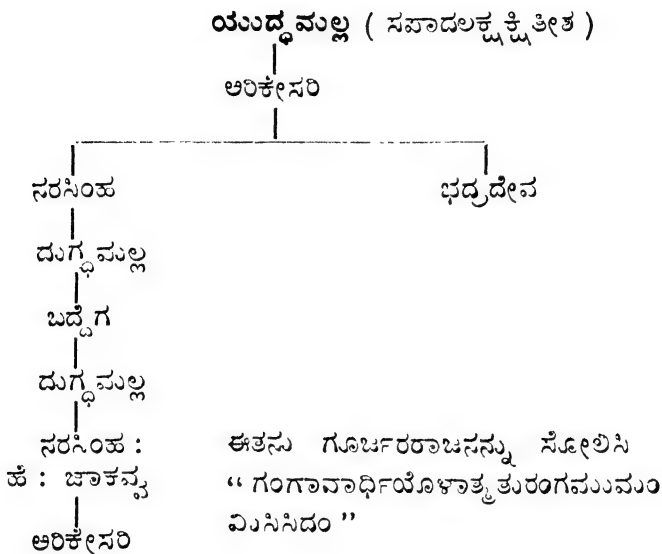 ಯುದ್ಧಮಲ್ಲ ( ಸಪಾದಲಕ್ಷಕ್ಷಿತೀಶ )
ಅರಿಕೇಸರಿ
ನರಸಿಂಹ ಭದ್ರದೇವ
ದುಗ್ಧಮಲ್ಲ
ಬದ್ದೆಗ
ದುಗ್ಧಮಲ್ಲ
ನರಸಿಂಹ : ಈತನು ಗೂರ್ಜರರಾಜನನ್ನು ಸೋಲಿಸಿ
ಹೆ : ಜಾಕವ್ವ “ ಗಂಗಾವಾರ್ಧಿಯೊಳಾತ್ಮತುರಂಗಮುಮಂ
ಅರಿಕೇಸರಿ ಮಿಸಿಸಿದಂ ”